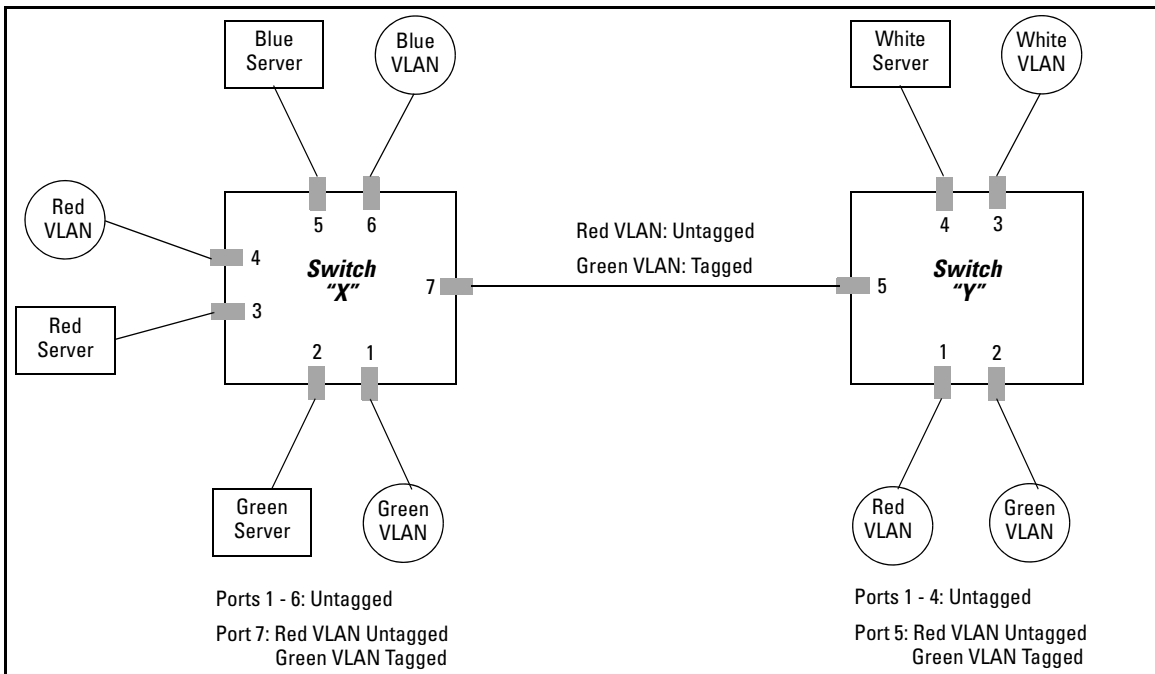 Blue
Server
Blue
VLAN
White
Server
White
VLAN
Red
VLAN
Red
Server
5
6
4
3
Switch
"X"
7
2
1
Red VLAN: Untagged
Green VLAN: Tagged
4
3
5
Switch
"Y"
1
2
Green
Server
Green
VLAN
Red
VLAN
Green
VLAN
Ports 1 - 6: Untagged
Port 7: Red VLAN Untagged
Green VLAN Tagged
Ports 1 - 4: Untagged
Port 5: Red VLAN Untagged
Green VLAN Tagged